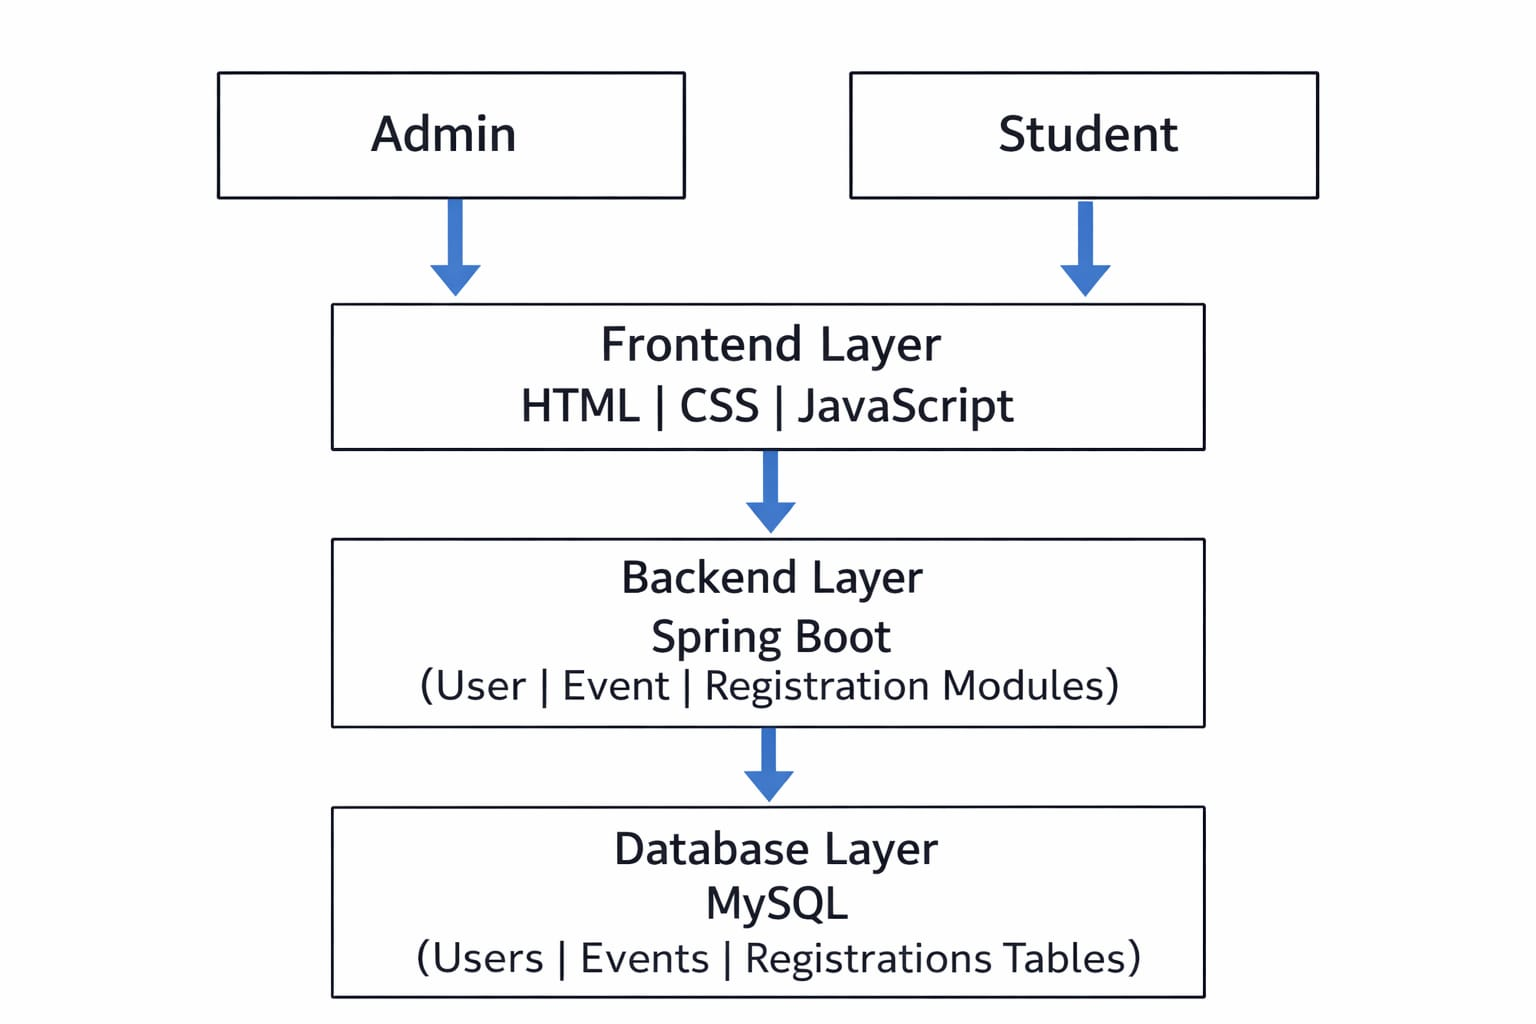 Admin
Student
Frontend Layer
HTML | CSS | JavaScript
Backend Layer
Spring Boot
(User | Event | Registration Modules)
Database Layer
MySQL
(Users | Events | Registrations Tables)